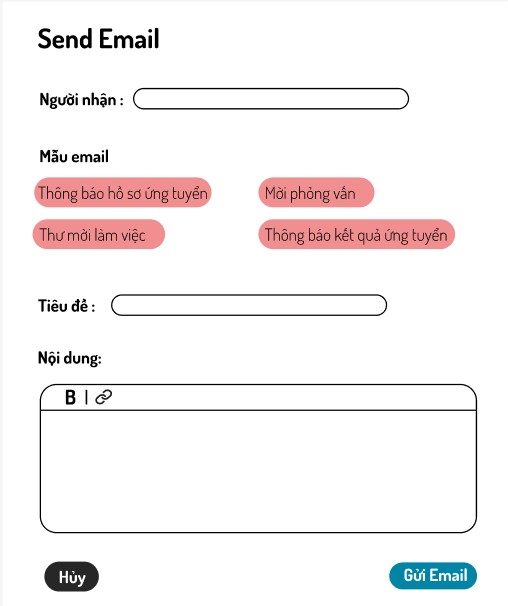 Send Email
Người nhận :
Mẫu email
Thông báo hồ sơ ứng tuyển
Mời phỏng vấn
Thư mời làm việc
Thông báo kết quả ứng tuyển
Tiêu đề :
Nội dung:
B I
Hủy
Gửi Email